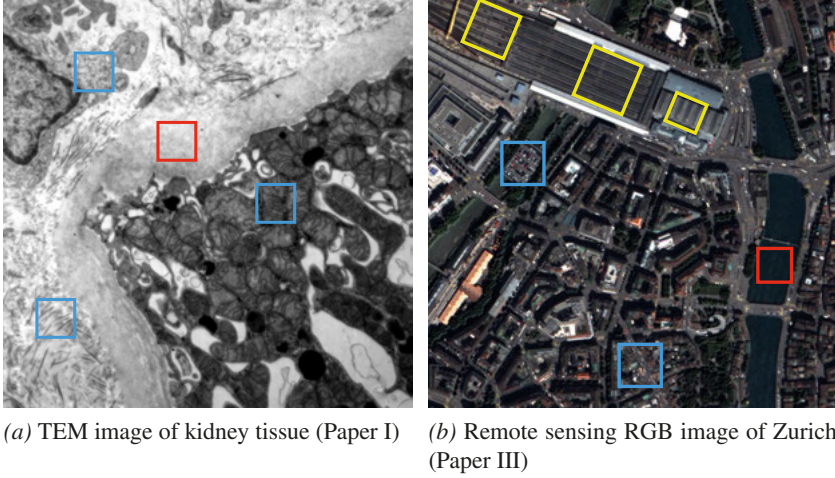 (a) TEM image of kidney tissue (Paper I)
(b) Remote sensing RGB image of Zurich
(Paper III)